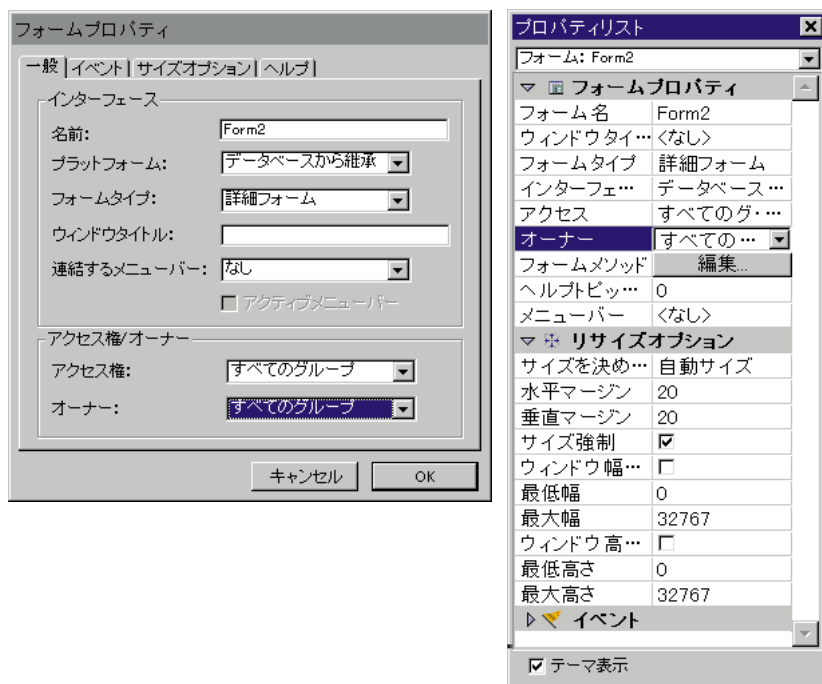 フォームプロパティ
一般 イベント サイズオプション ヘルプ
インターフェース
名前: Form2
プラットフォーム: データベースから継承
フォームタイプ: 詳細フォーム
ウィンドウタイトル:
連結するメニューバー: なし
アクティブメニューバー
アクセス権/オーナー
アクセス権: すべてのグループ
オーナー: すべてのグループ
キャンセル OK
プロパティリスト
フォーム: Form2
フォームプロパティ
フォーム名 Form2
ウィンドウタイ… <なし>
フォームタイプ 詳細フォーム
インターフェ… データベース…
アクセス すべてのグ・…
オーナー すべての…
フォームメソッド 編集...
ヘルプトピッ… 0
メニューバー <なし>
リサイズオプション
サイズを決め… 自動サイズ
水平マージン 20
垂直マージン 20
サイズ強制
ウィンドウ幅…
最低幅 0
最大幅 32767
ウィンドウ高…
最低高さ 0
最大高さ 32767
イベント
テーマ表示